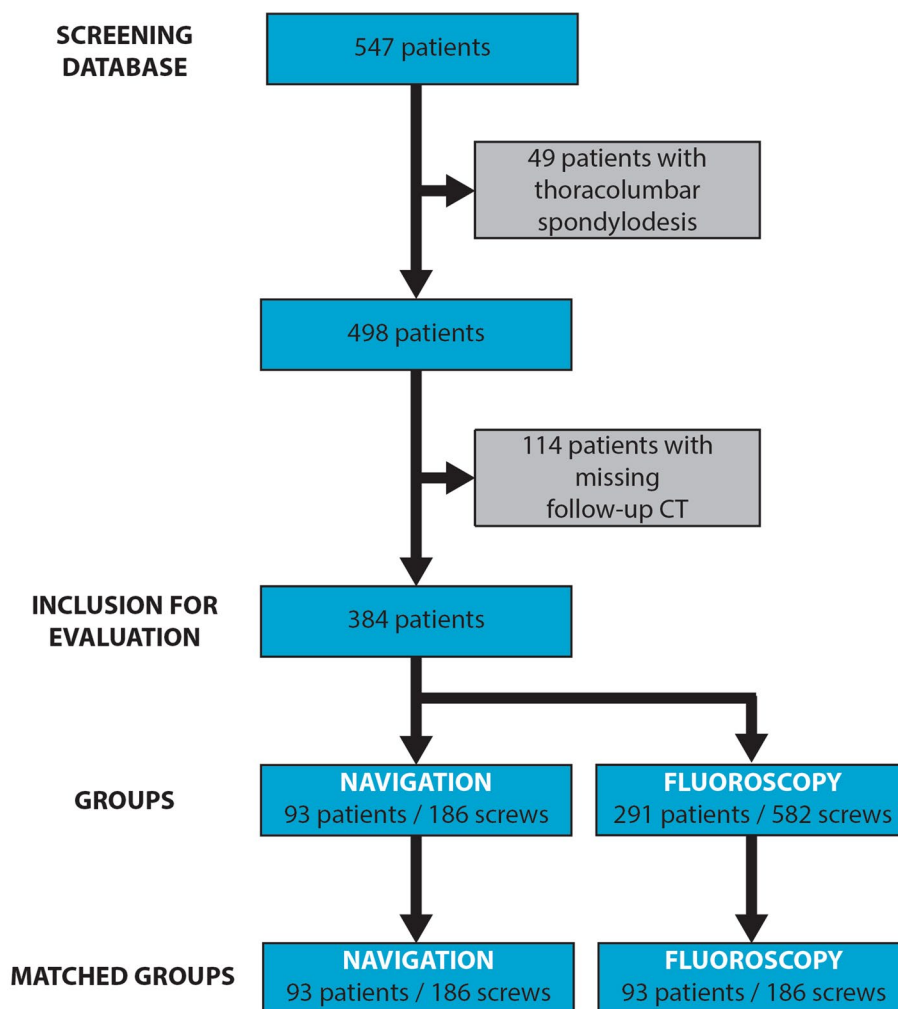 SCREENING
DATABASE
547 patients
49 patients with
thoracolumbar
spondylodesis
498 patients
114 patients with
missing
follow-up CT
INCLUSION FOR
EVALUATION
384 patients
GROUPS
NAVIGATION
93 patients / 186 screws
FLUOROSCOPY
291 patients / 582 screws
MATCHED GROUPS
NAVIGATION
93 patients / 186 screws
FLUOROSCOPY
93 patients / 186 screws